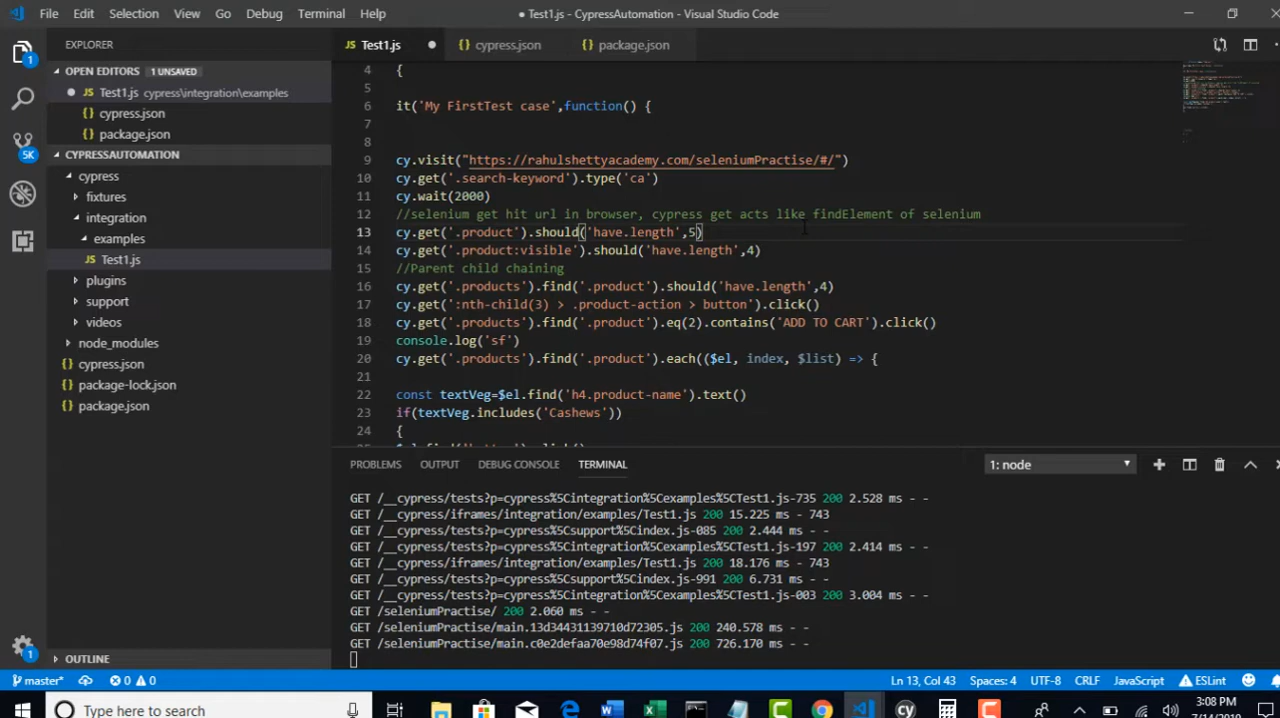 File Edit Selection View Go Debug Terminal Help
● Test1.js - CypressAutomation - Visual Studio Code
EXPLORER
OPEN EDITORS 1 UNSAVED
JS Test1.js cypress\integration\examples
{} cypress.json
{} package.json
CYPRESSAUTOMATION
cypress
fixtures
integration
examples
JS Test1.js
plugins
support
videos
node_modules
{} cypress.json
{} package-lock.json
{} package.json
OUTLINE
1
5K
1
JS Test1.js
{} cypress.json
{} package.json
4 {
5
6 it('My FirstTest case',function() {
7
8
9 cy.visit("https://rahulshettyacademy.com/seleniumPractise/#/")
10 cy.get('.search-keyword').type('ca')
11 cy.wait(2000)
12 //selenium get hit url in browser, cypress get acts like findElement of selenium
13 cy.get('.product').should('have.length',5)
14 cy.get('.product:visible').should('have.length',4)
15 //Parent child chaining
16 cy.get('.products').find('.product').should('have.length',4)
17 cy.get(':nth-child(3) > .product-action > button').click()
18 cy.get('.products').find('.product').eq(2).contains('ADD TO CART').click()
19 console.log('sf')
20 cy.get('.products').find('.product').each(($el, index, $list) => {
21
22 const textVeg=$el.find('h4.product-name').text()
23 if(textVeg.includes('Cashews'))
24 {
PROBLEMS OUTPUT DEBUG CONSOLE TERMINAL
1: node
GET /__cypress/tests?p=cypress%5Cintegration%5Cexamples%5CTest1.js-735 200 2.528 ms - -
GET /__cypress/iframes/integration/examples/Test1.js 200 15.225 ms - 743
GET /__cypress/tests?p=cypress%5Csupport%5Cindex.js-085 200 2.444 ms - -
GET /__cypress/tests?p=cypress%5Cintegration%5Cexamples%5CTest1.js-197 200 2.414 ms - -
GET /__cypress/iframes/integration/examples/Test1.js 200 18.176 ms - 743
GET /__cypress/tests?p=cypress%5Csupport%5Cindex.js-991 200 6.731 ms - -
GET /__cypress/tests?p=cypress%5Cintegration%5Cexamples%5CTest1.js-003 200 3.004 ms - -
GET /seleniumPractise/ 200 2.060 ms - -
GET /seleniumPractise/main.13d34431139710d72305.js 200 240.578 ms - -
GET /seleniumPractise/main.c0e2defaa70e98d74f07.js 200 726.170 ms - -
master* 0 0
Ln 13, Col 43 Spaces: 4 UTF-8 CRLF JavaScript ESLint
Type here to search
cy
3:08 PM